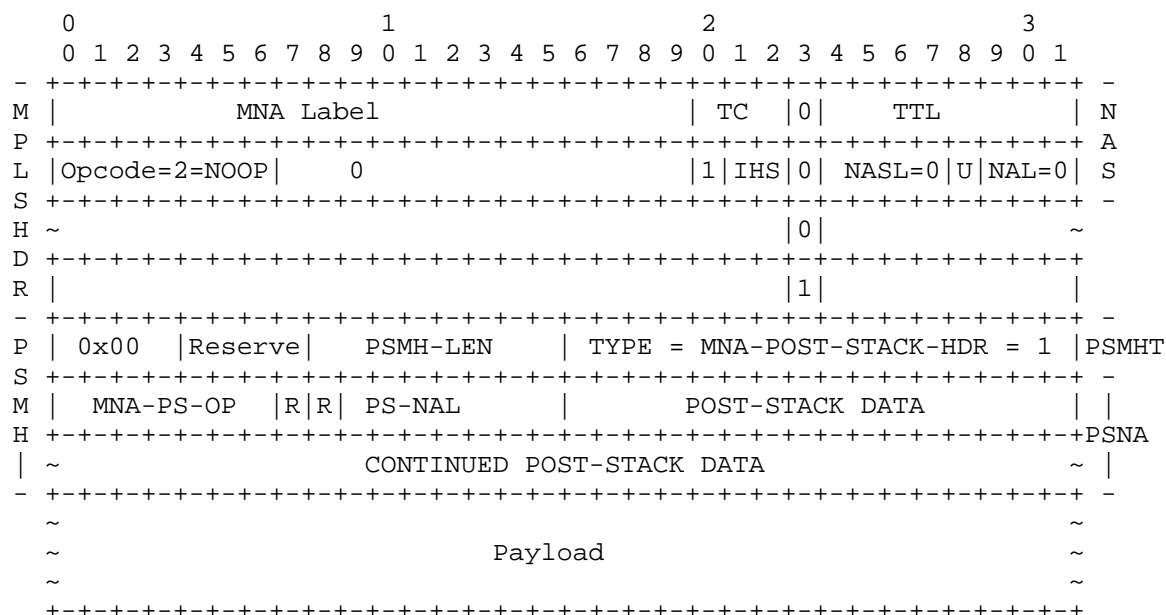 0                   1                   2                   3
    0 1 2 3 4 5 6 7 8 9 0 1 2 3 4 5 6 7 8 9 0 1 2 3 4 5 6 7 8 9 0 1
-  +-+-+-+-+-+-+-+-+-+-+-+-+-+-+-+-+-+-+-+-+-+-+-+-+-+-+-+-+-+-+-+-+ -
M  |           MNA Label                   | TC  |0|    TTL        | N
P  +-+-+-+-+-+-+-+-+-+-+-+-+-+-+-+-+-+-+-+-+-+-+-+-+-+-+-+-+-+-+-+-+ A
L  |Opcode=2=NOOP|    0                    |1|IHS|0| NASL=0|U|NAL=0| S
S  +-+-+-+-+-+-+-+-+-+-+-+-+-+-+-+-+-+-+-+-+-+-+-+-+-+-+-+-+-+-+-+-+ -
H  ~                                             |0|               ~
D  +-+-+-+-+-+-+-+-+-+-+-+-+-+-+-+-+-+-+-+-+-+-+-+-+-+-+-+-+-+-+-+-+
R  |                                             |1|               |
-  +-+-+-+-+-+-+-+-+-+-+-+-+-+-+-+-+-+-+-+-+-+-+-+-+-+-+-+-+-+-+-+-+ -
P  | 0x00  |Reserve|   PSMH-LEN    | TYPE = MNA-POST-STACK-HDR = 1 |PSMHT
S  +-+-+-+-+-+-+-+-+-+-+-+-+-+-+-+-+-+-+-+-+-+-+-+-+-+-+-+-+-+-+-+-+ -
M  |  MNA-PS-OP  |R|R| PS-NAL      |       POST-STACK DATA         | |
H  +-+-+-+-+-+-+-+-+-+-+-+-+-+-+-+-+-+-+-+-+-+-+-+-+-+-+-+-+-+-+-+-+PSNA
|  ~                   CONTINUED POST-STACK DATA                   ~ |
-  +-+-+-+-+-+-+-+-+-+-+-+-+-+-+-+-+-+-+-+-+-+-+-+-+-+-+-+-+-+-+-+-+ -
   ~                                                               ~
   ~                           Payload                             ~
   ~                                                               ~
   +-+-+-+-+-+-+-+-+-+-+-+-+-+-+-+-+-+-+-+-+-+-+-+-+-+-+-+-+-+-+-+-+